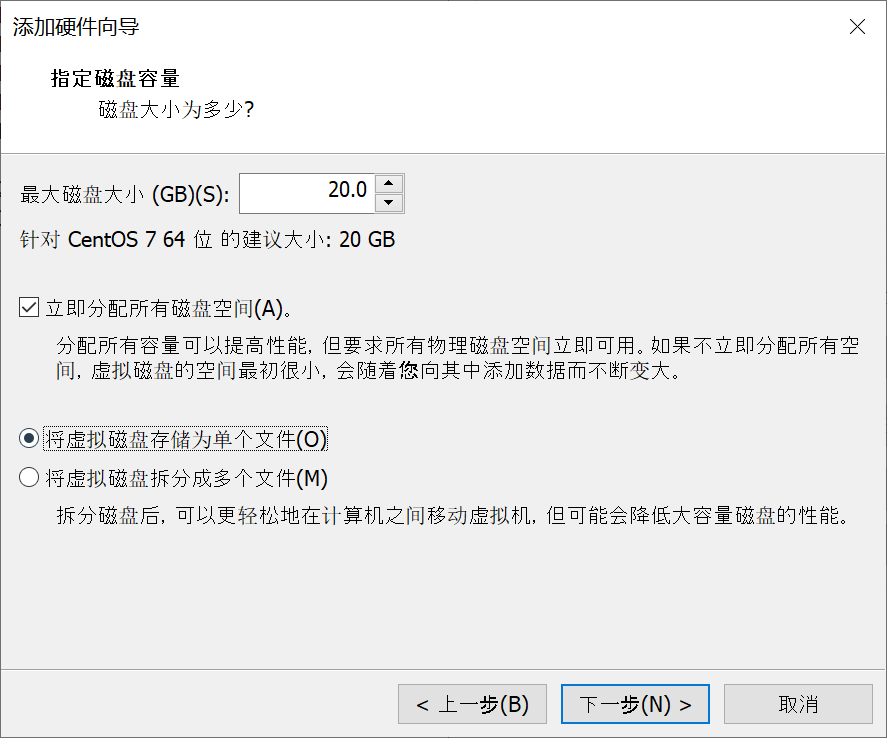 添加硬件向导
指定磁盘容量
磁盘大小为多少?
最大磁盘大小 (GB)(S): 20.0
针对 CentOS 7 64 位 的建议大小: 20 GB
立即分配所有磁盘空间(A)。
分配所有容量可以提高性能, 但要求所有物理磁盘空间立即可用。如果不立即分配所有空
间, 虚拟磁盘的空间最初很小, 会随着您向其中添加数据而不断变大。
将虚拟磁盘存储为单个文件(O)
将虚拟磁盘拆分成多个文件(M)
拆分磁盘后, 可以更轻松地在计算机之间移动虚拟机, 但可能会降低大容量磁盘的性能。
< 上一步(B) 下一步(N) > 取消